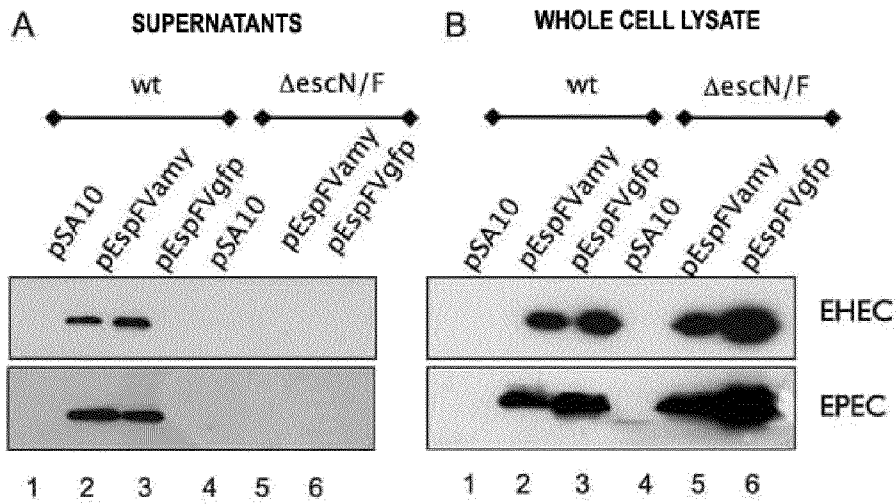 A SUPERNATANTS
wt ΔescN/F
pSA10 pEspFVamy pEspFVgfp pSA10 pEspFVamy pEspFVgfp
1 2 3 4 5 6
B WHOLE CELL LYSATE
wt ΔescN/F
pSA10 pEspFVamy pEspFVgfp pSA10 pEspFVamy pEspFVgfp
EHEC
EPEC
1 2 3 4 5 6